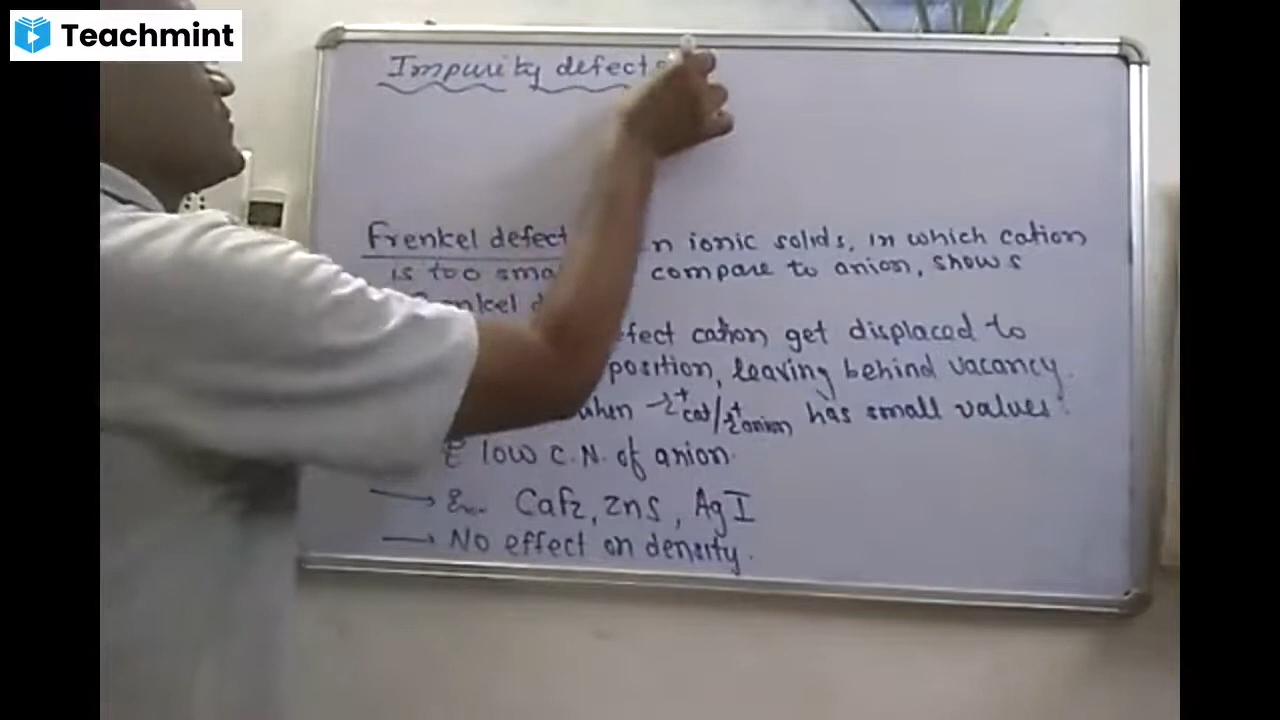 Teachmint
Impurity defect
Frenkel defect n ionic solids, in which cation
is too sma compare to anion, shows
nkel d
fect cation get displaced to
position, leaving behind vacancy.
when cat/ anion has small values
low C.N. of anion.
Caf2, zns, AgI
No effect on density.